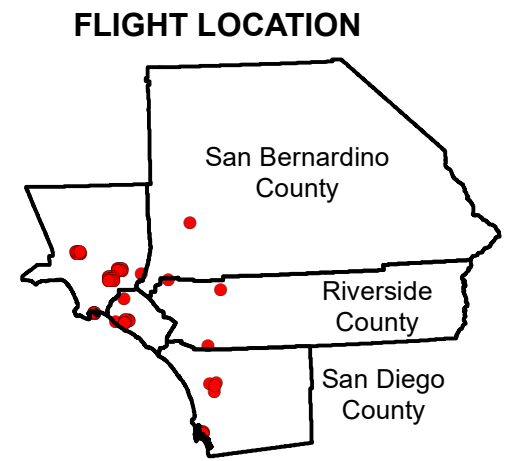 FLIGHT LOCATION
San Bernardino
County
Riverside
County
San Diego
County